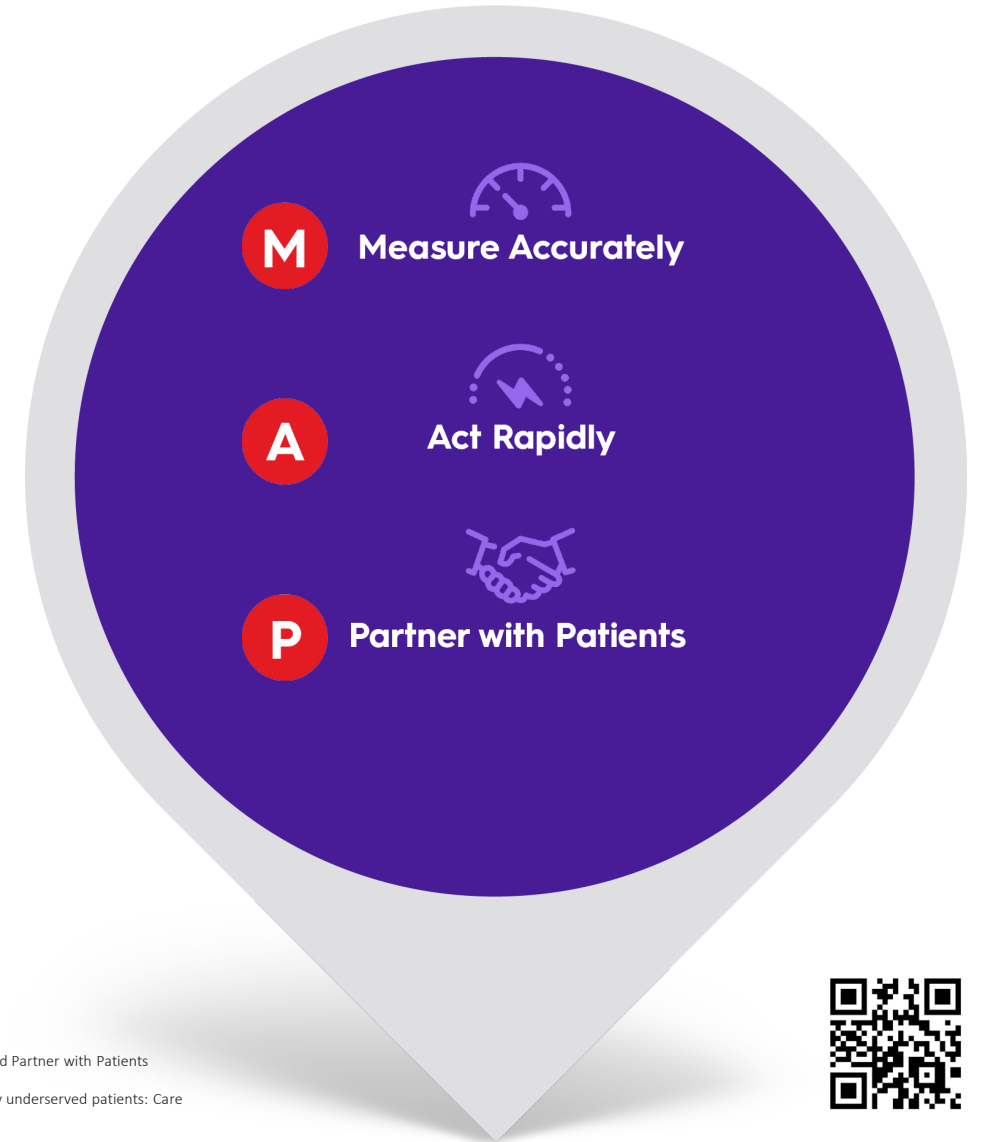 M Measure Accurately
A Act Rapidly
P Partner with Patients
d Partner with Patients
underserved patients: Care